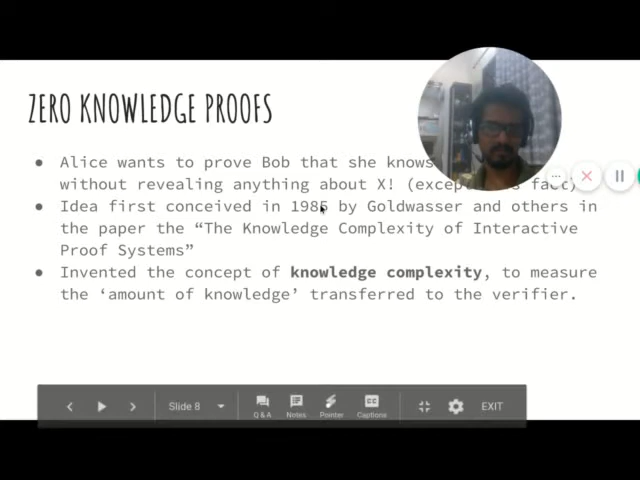 ZERO KNOWLEDGE PROOFS
● Alice wants to prove Bob that she knows
without revealing anything about X! fact)
● Idea first conceived in 1985 by Goldwasser and others in
the paper the “The Knowledge Complexity of Interactive
Proof Systems”
● Invented the concept of knowledge complexity, to measure
the ‘amount of knowledge’ transferred to the verifier.
Slide 8
Q & A Notes Pointer Captions
EXIT